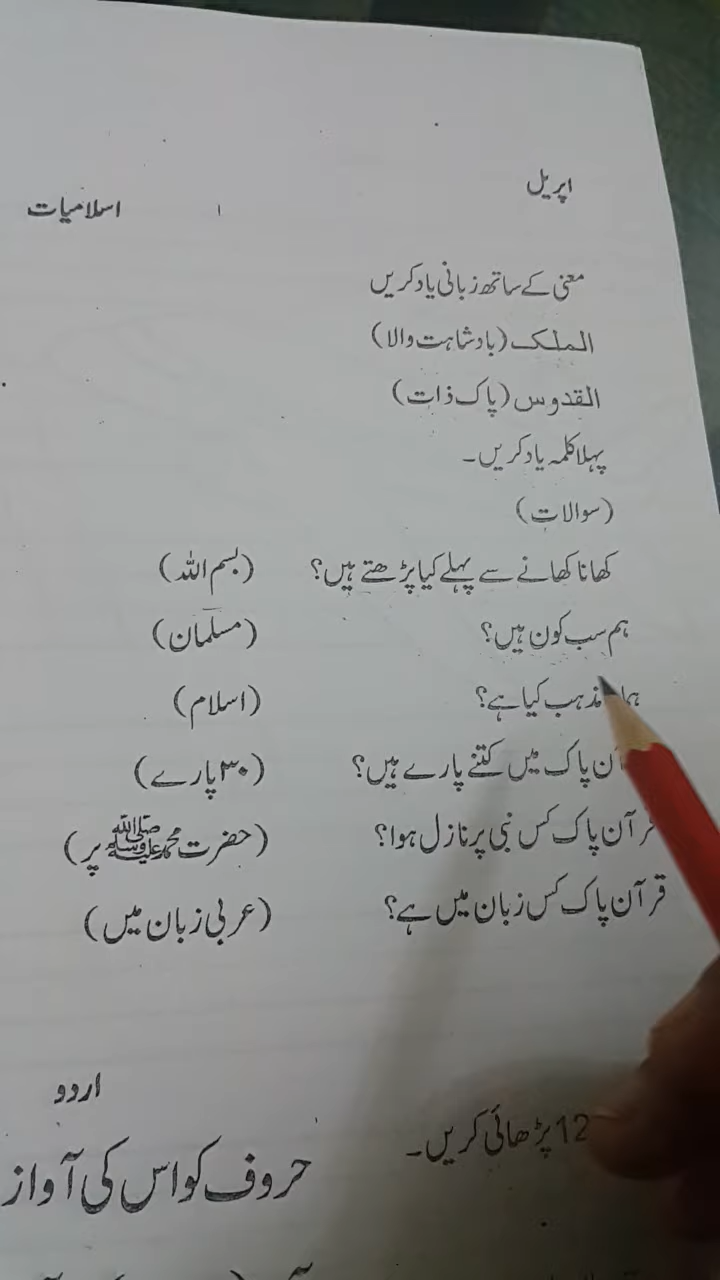 اپریل
۱ اسلامیات
معنی کے ساتھ زبانی یاد کریں
الملک (بادشاہت والا)
القدوس (پاک ذات)
پہلا کلمہ یاد کریں۔
(سوالات)
کھانا کھانے سے پہلے کیا پڑھتے ہیں؟ (بسم اللہ)
ہم سب کون ہیں؟ (مسلمان)
مذہب کیا ہے؟ (اسلام)
پاک میں کتنے پارے ہیں؟ (۳۰ پارے)
قرآن پاک کس نبی پر نازل ہوا؟ (حضرت محمد ﷺ پر)
قرآن پاک کس زبان میں ہے؟ (عربی زبان میں)
اردو
12 پڑھائی کریں۔
حروف کو اس کی آواز